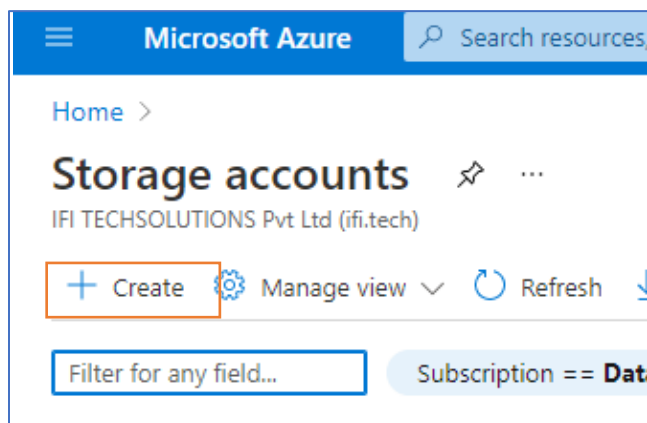 Microsoft Azure Search resources,
Home >
Storage accounts ...
IFI TECHSOLUTIONS Pvt Ltd (ifi.tech)
+ Create Manage view Refresh
Filter for any field... Subscription == Data